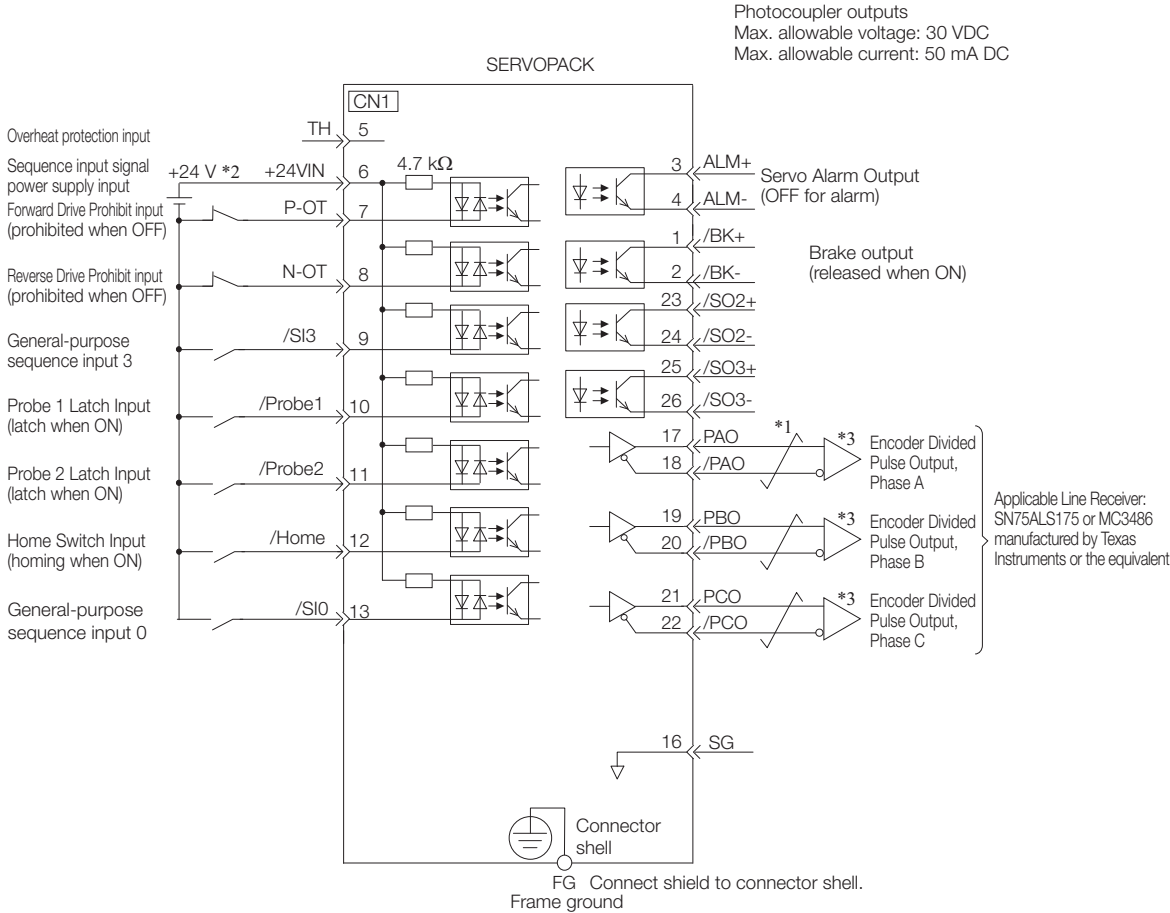 Photocoupler outputs
Max. allowable voltage: 30 VDC
Max. allowable current: 50 mA DC
SERVOPACK
CN1
Overheat protection input
TH
5
Sequence input signal
power supply input
+24 V *2
+24VIN
6
4.7 kΩ
Forward Drive Prohibit input
(prohibited when OFF)
P-OT
7
Reverse Drive Prohibit input
(prohibited when OFF)
N-OT
8
General-purpose
sequence input 3
/SI3
9
Probe 1 Latch Input
(latch when ON)
/Probe1
10
Probe 2 Latch Input
(latch when ON)
/Probe2
11
Home Switch Input
(homing when ON)
/Home
12
General-purpose
sequence input 0
/SI0
13
3
ALM+
4
ALM-
Servo Alarm Output
(OFF for alarm)
1
/BK+
2
/BK-
Brake output
(released when ON)
23
/SO2+
24
/SO2-
25
/SO3+
26
/SO3-
17
PAO
18
/PAO
*1
*3
Encoder Divided
Pulse Output,
Phase A
19
PBO
20
/PBO
*3
Encoder Divided
Pulse Output,
Phase B
21
PCO
22
/PCO
*3
Encoder Divided
Pulse Output,
Phase C
Applicable Line Receiver:
SN75ALS175 or MC3486
manufactured by Texas
Instruments or the equivalent
16
SG
Connector
shell
FG Connect shield to connector shell.
Frame ground